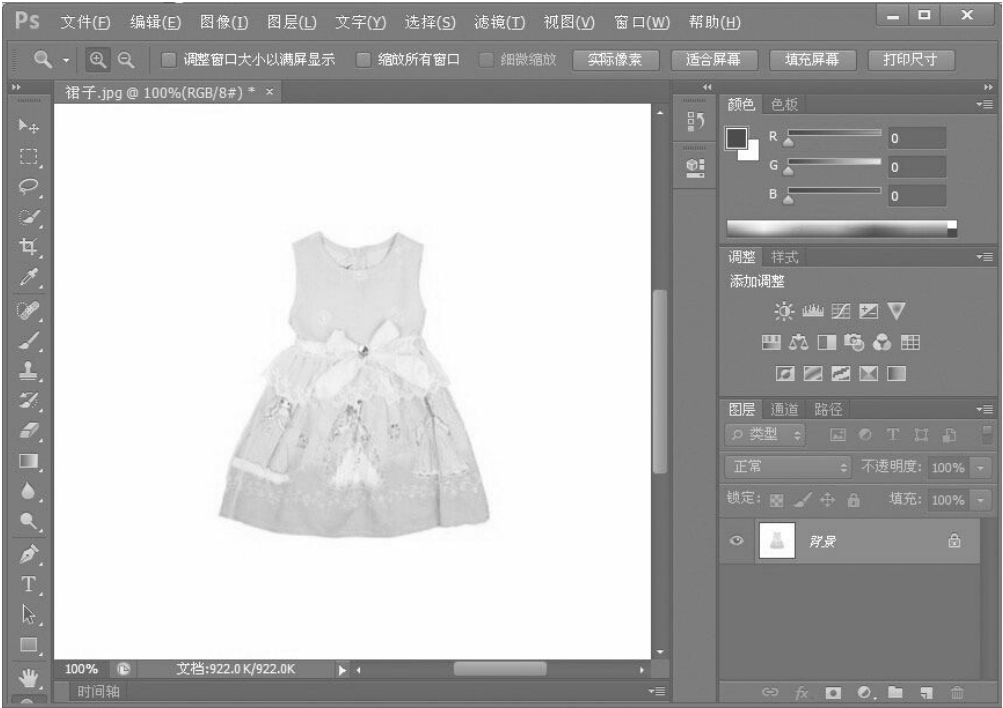 Ps 文件(F) 编辑(E) 图像(I) 图层(L) 文字(Y) 选择(S) 滤镜(T) 视图(V) 窗口(W) 帮助(H)
调整窗口大小以满屏显示 缩放所有窗口 细微缩放 实际像素 适合屏幕 填充屏幕 打印尺寸
裙子.jpg @ 100%(RGB/8#) * ×
颜色 色板
R 0
G 0
B 0
调整 样式
添加调整
图层 通道 路径
类型
正常 不透明度: 100%
锁定: 填充: 100%
背景
100% 文档:922.0K/922.0K
时间轴